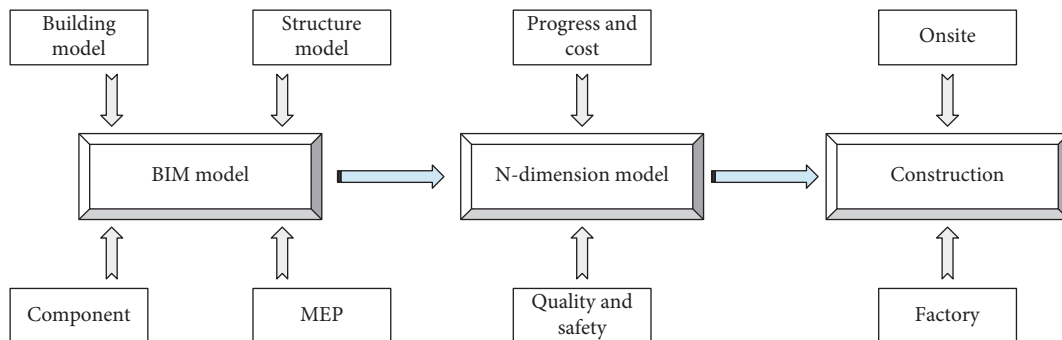 Building
model
Structure
model
Progress and
cost
Onsite
BIM model
N-dimension model
Construction
Component
MEP
Quality and
safety
Factory